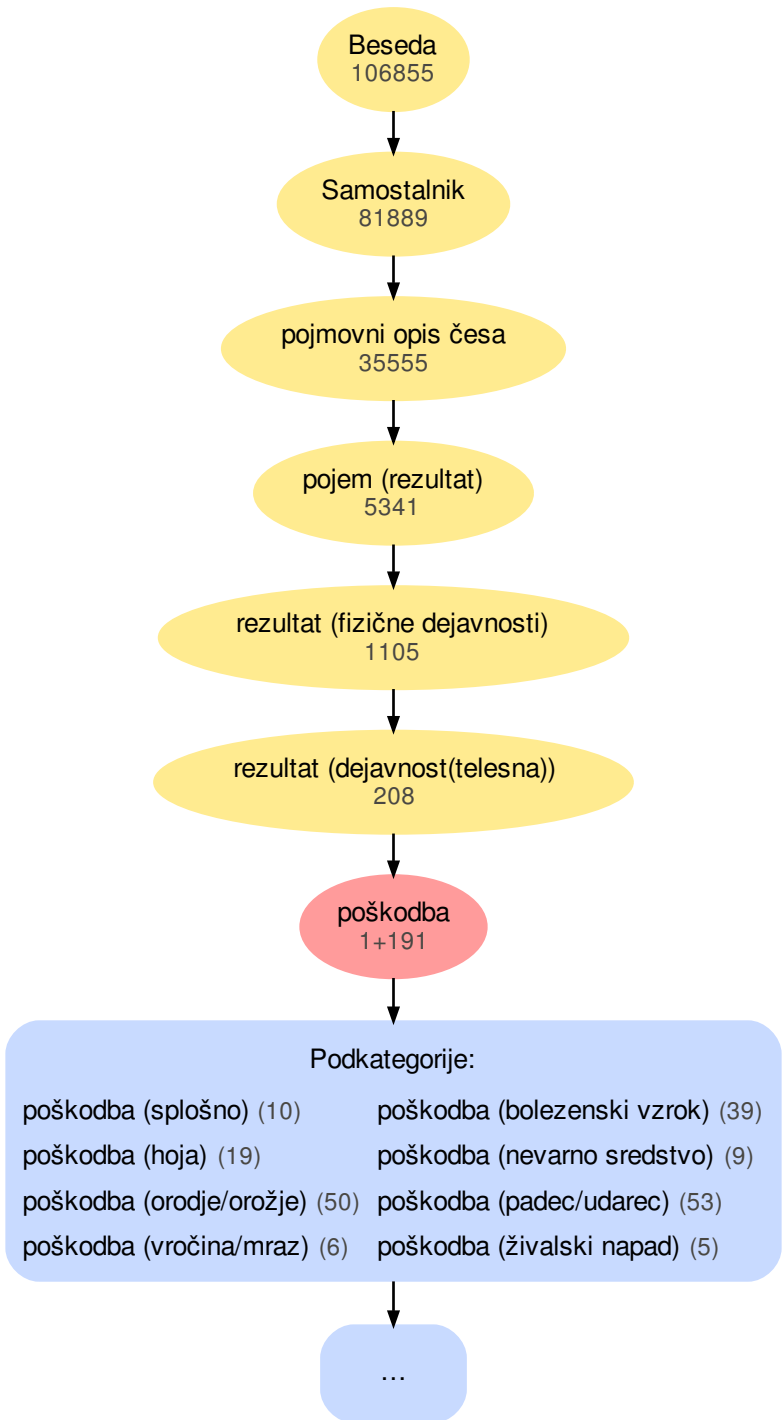 Beseda
106855
Samostalnik
81889
pojmovni opis česa
35555
pojem (rezultat)
5341
rezultat (fizične dejavnosti)
1105
rezultat (dejavnost(telesna))
208
poškodba
1+191
Podkategorije:
poškodba (splošno) (10) poškodba (bolezenski vzrok) (39)
poškodba (hoja) (19) poškodba (nevarno sredstvo) (9)
poškodba (orodje/orožje) (50) poškodba (padec/udarec) (53)
poškodba (vročina/mraz) (6) poškodba (živalski napad) (5)
...